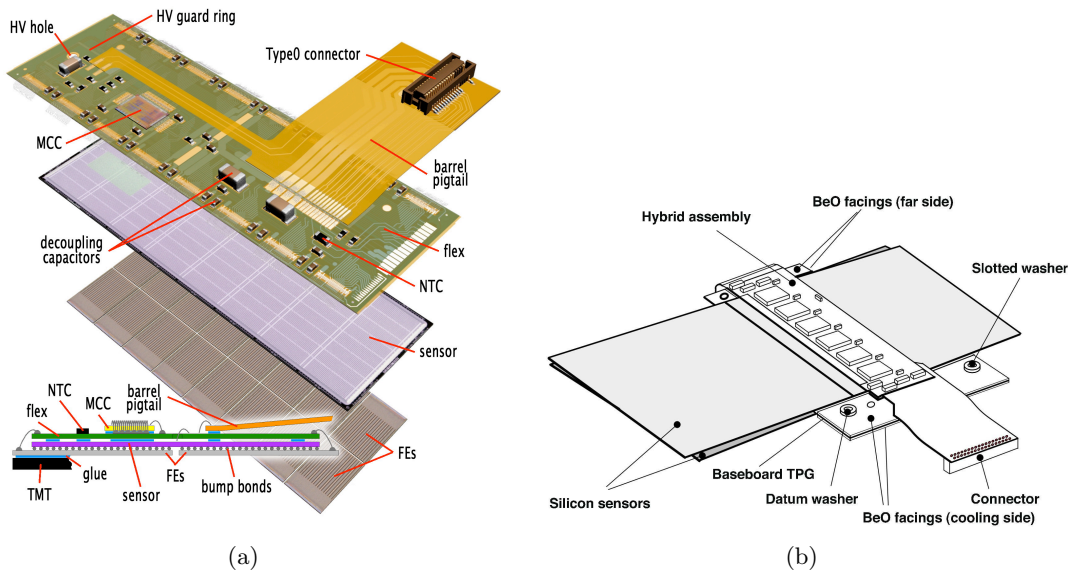 HV hole
HV guard ring
Type0 connector
MCC
barrel
pigtail
decoupling
capacitors
flex
NTC
sensor
barrel
pigtail
NTC
MCC
flex
FEs
glue
FEs
TMT
sensor
bump bonds
(a)
BeO facings (far side)
Hybrid assembly
Slotted washer
Baseboard TPG
Silicon sensors
Datum washer
Connector
BeO facings (cooling side)
(b)